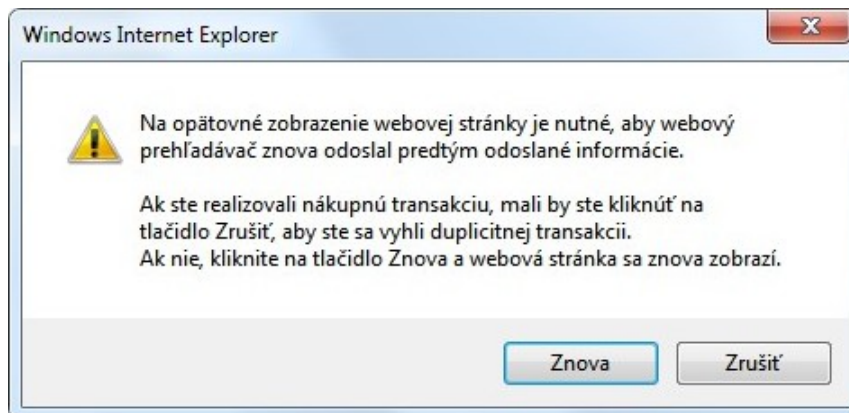 Windows Internet Explorer
Na opätovné zobrazenie webovej stránky je nutné, aby webový
prehľadávač znova odoslal predtým odoslané informácie.
Ak ste realizovali nákupnú transakciu, mali by ste kliknúť na
tlačidlo Zrušiť, aby ste sa vyhli duplicitnej transakcii.
Ak nie, kliknite na tlačidlo Znova a webová stránka sa znova zobrazí.
Znova
Zrušiť